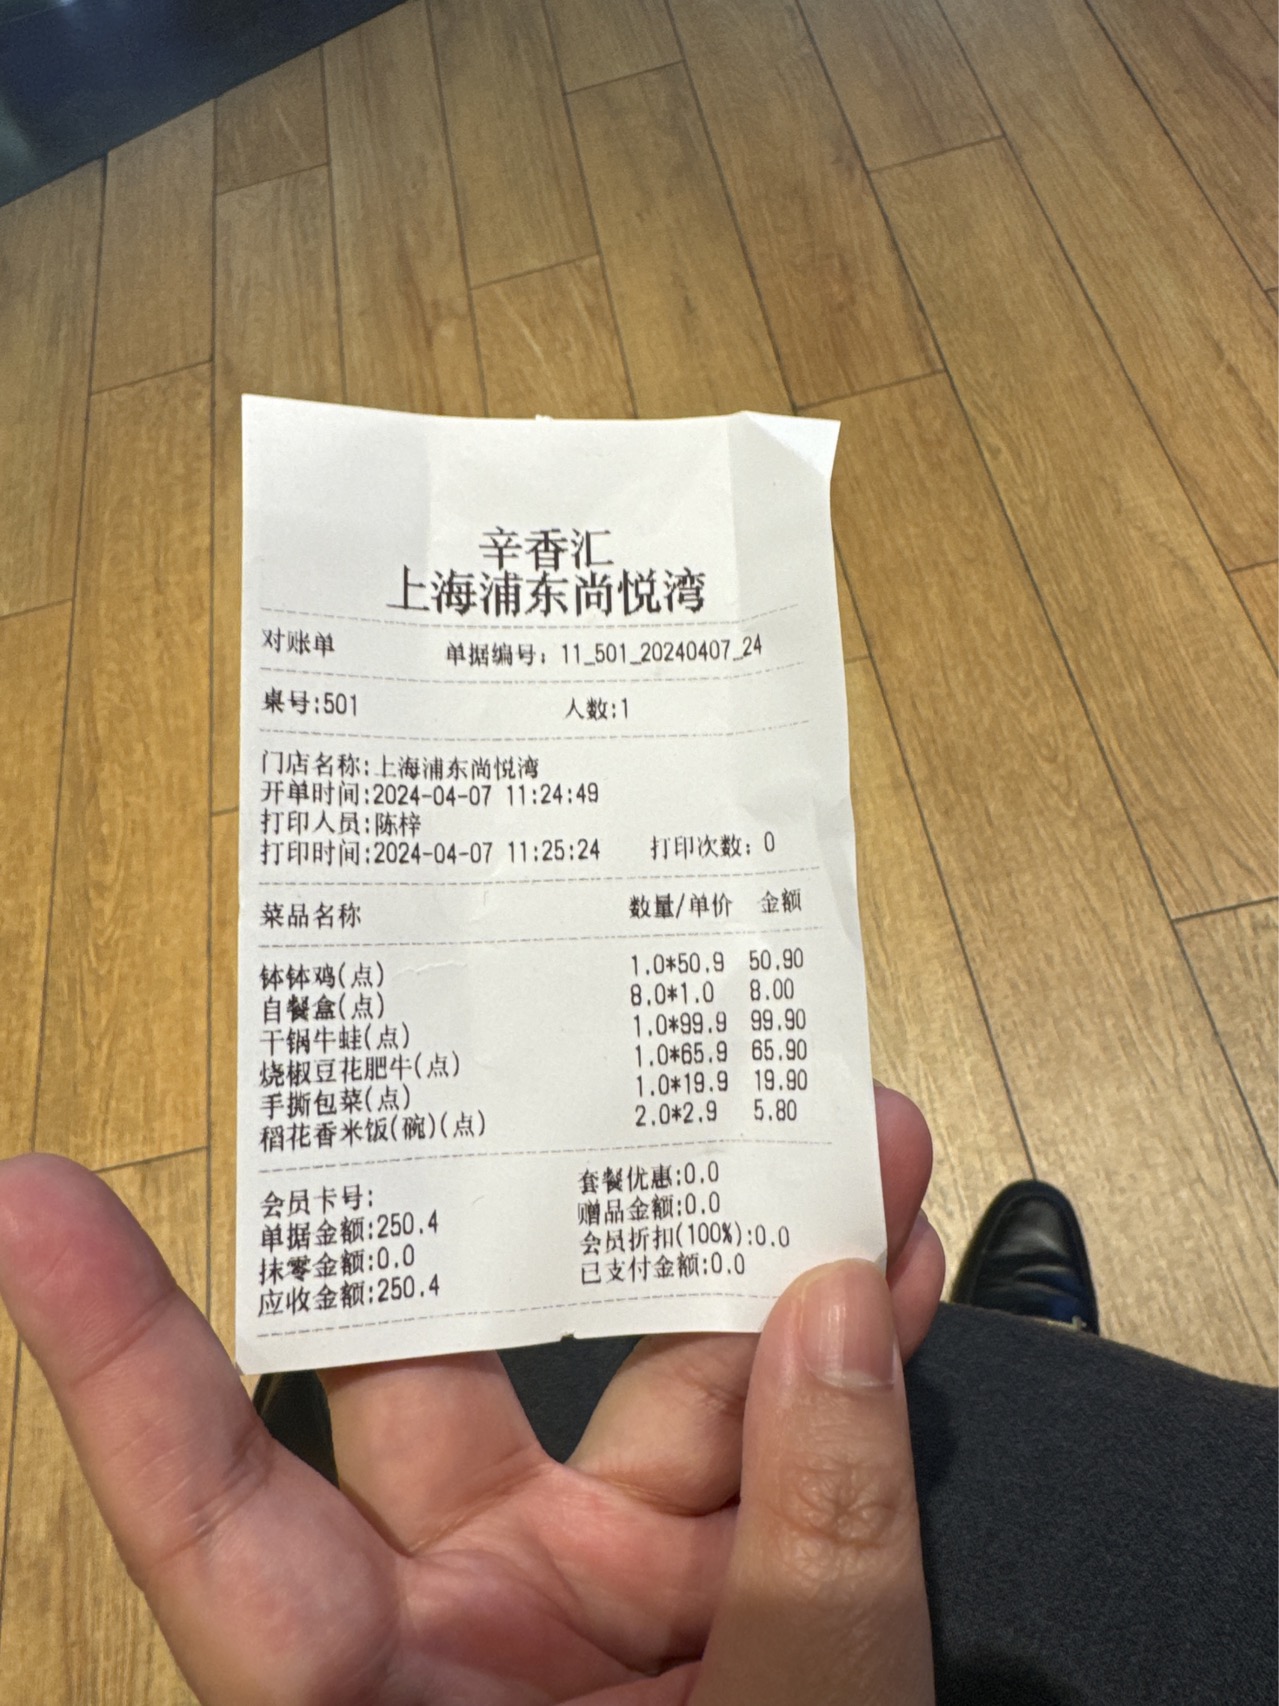 辛香汇
上海浦东尚悦湾
对账单 单据编号：11_501_20240407_24
桌号:501 人数:1
门店名称:上海浦东尚悦湾
开单时间:2024-04-07 11:24:49
打印人员:陈梓
打印时间:2024-04-07 11:25:24 打印次数：0
菜品名称 数量/单价 金额
钵钵鸡(点) 1.0*50.9 50.90
自餐盒(点) 8.0*1.0 8.00
干锅牛蛙(点) 1.0*99.9 99.90
烧椒豆花肥牛(点) 1.0*65.9 65.90
手撕包菜(点) 1.0*19.9 19.90
稻花香米饭(碗)(点) 2.0*2.9 5.80
会员卡号: 套餐优惠:0.0
单据金额:250.4 赠品金额:0.0
抹零金额:0.0 会员折扣(100%):0.0
应收金额:250.4 已支付金额:0.0